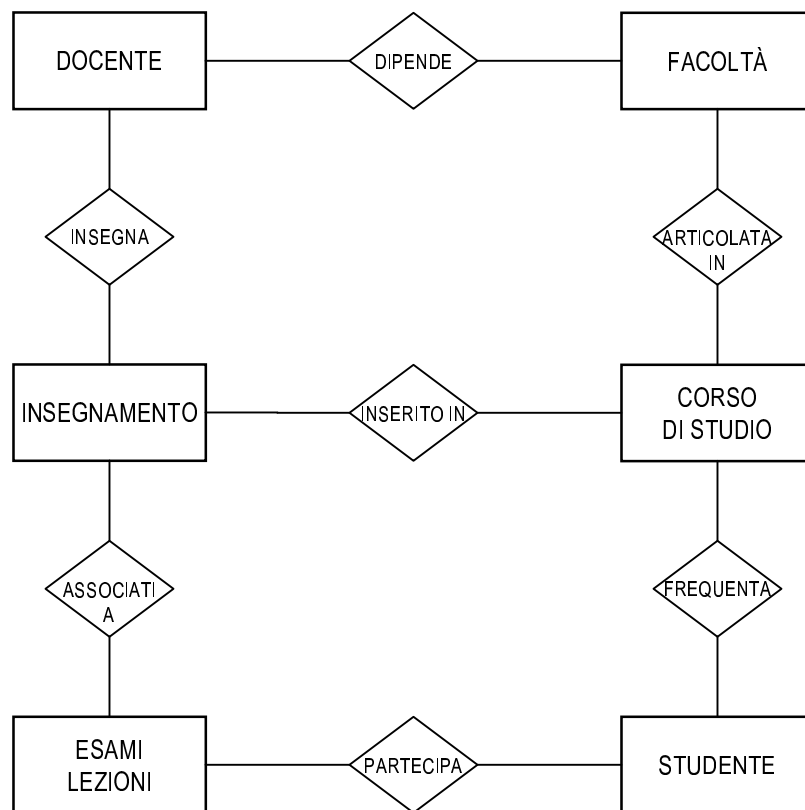 DOCENTE
DIPENDE
FACOLTÀ
INSEGNA
ARTICOLATA
IN
INSEGNAMENTO
INSERITO IN
CORSO
DI STUDIO
ASSOCIATI
A
FREQUENTA
ESAMI
LEZIONI
PARTECIPA
STUDENTE